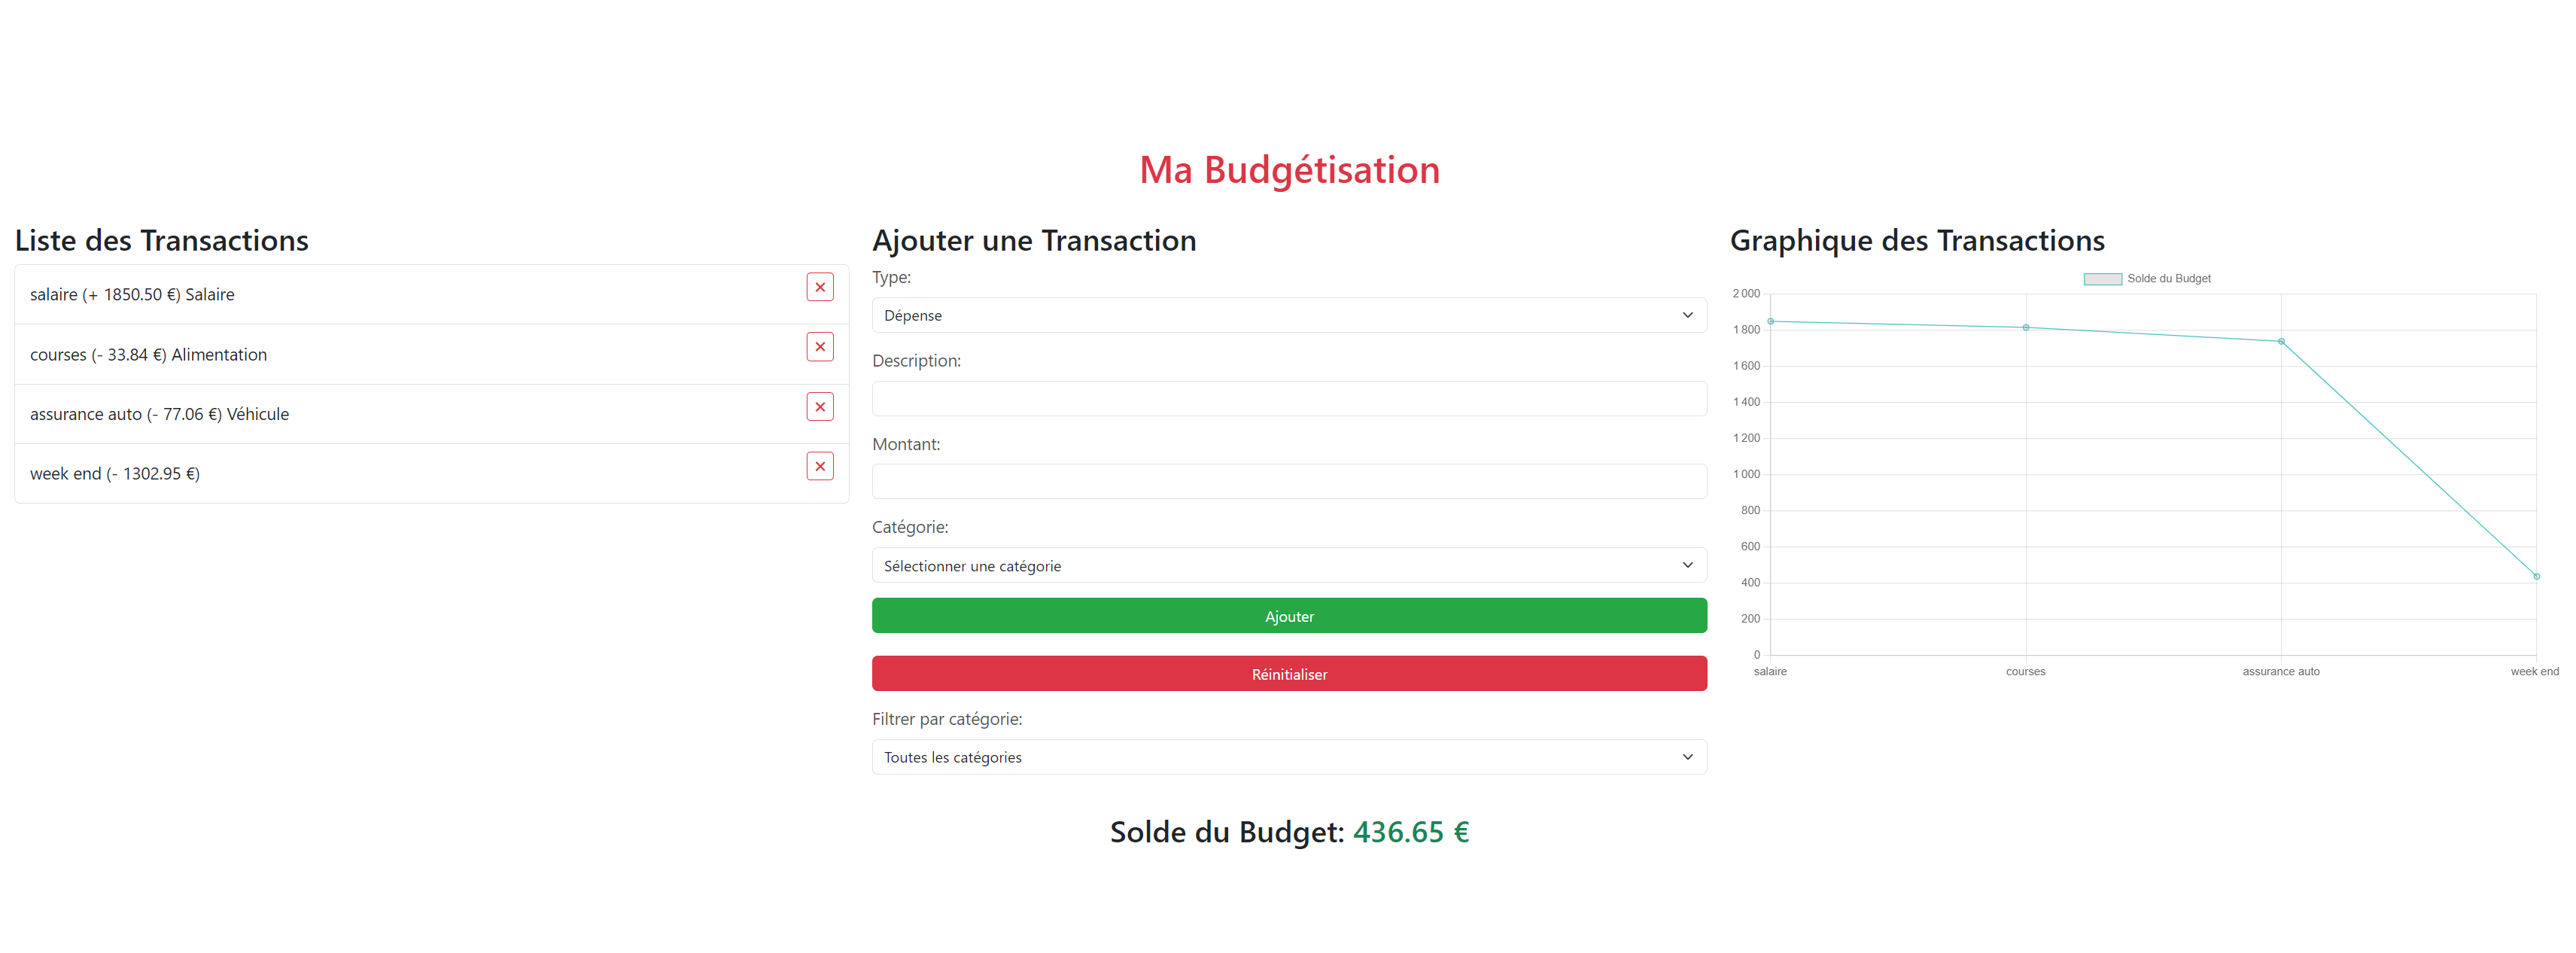 Ma Budgétisation
Liste des Transactions
salaire (+ 1850.50 €) Salaire
courses (- 33.84 €) Alimentation
assurance auto (- 77.06 €) Véhicule
week end (- 1302.95 €)
Ajouter une Transaction
Type:
Dépense
Description:
Montant:
Catégorie:
Sélectionner une catégorie
Ajouter
Réinitialiser
Filtrer par catégorie:
Toutes les catégories
Solde du Budget: 436.65 €
Graphique des Transactions
Solde du Budget
2 000
1 800
1 600
1 400
1 200
1 000
800
600
400
200
0
salaire courses assurance auto week end